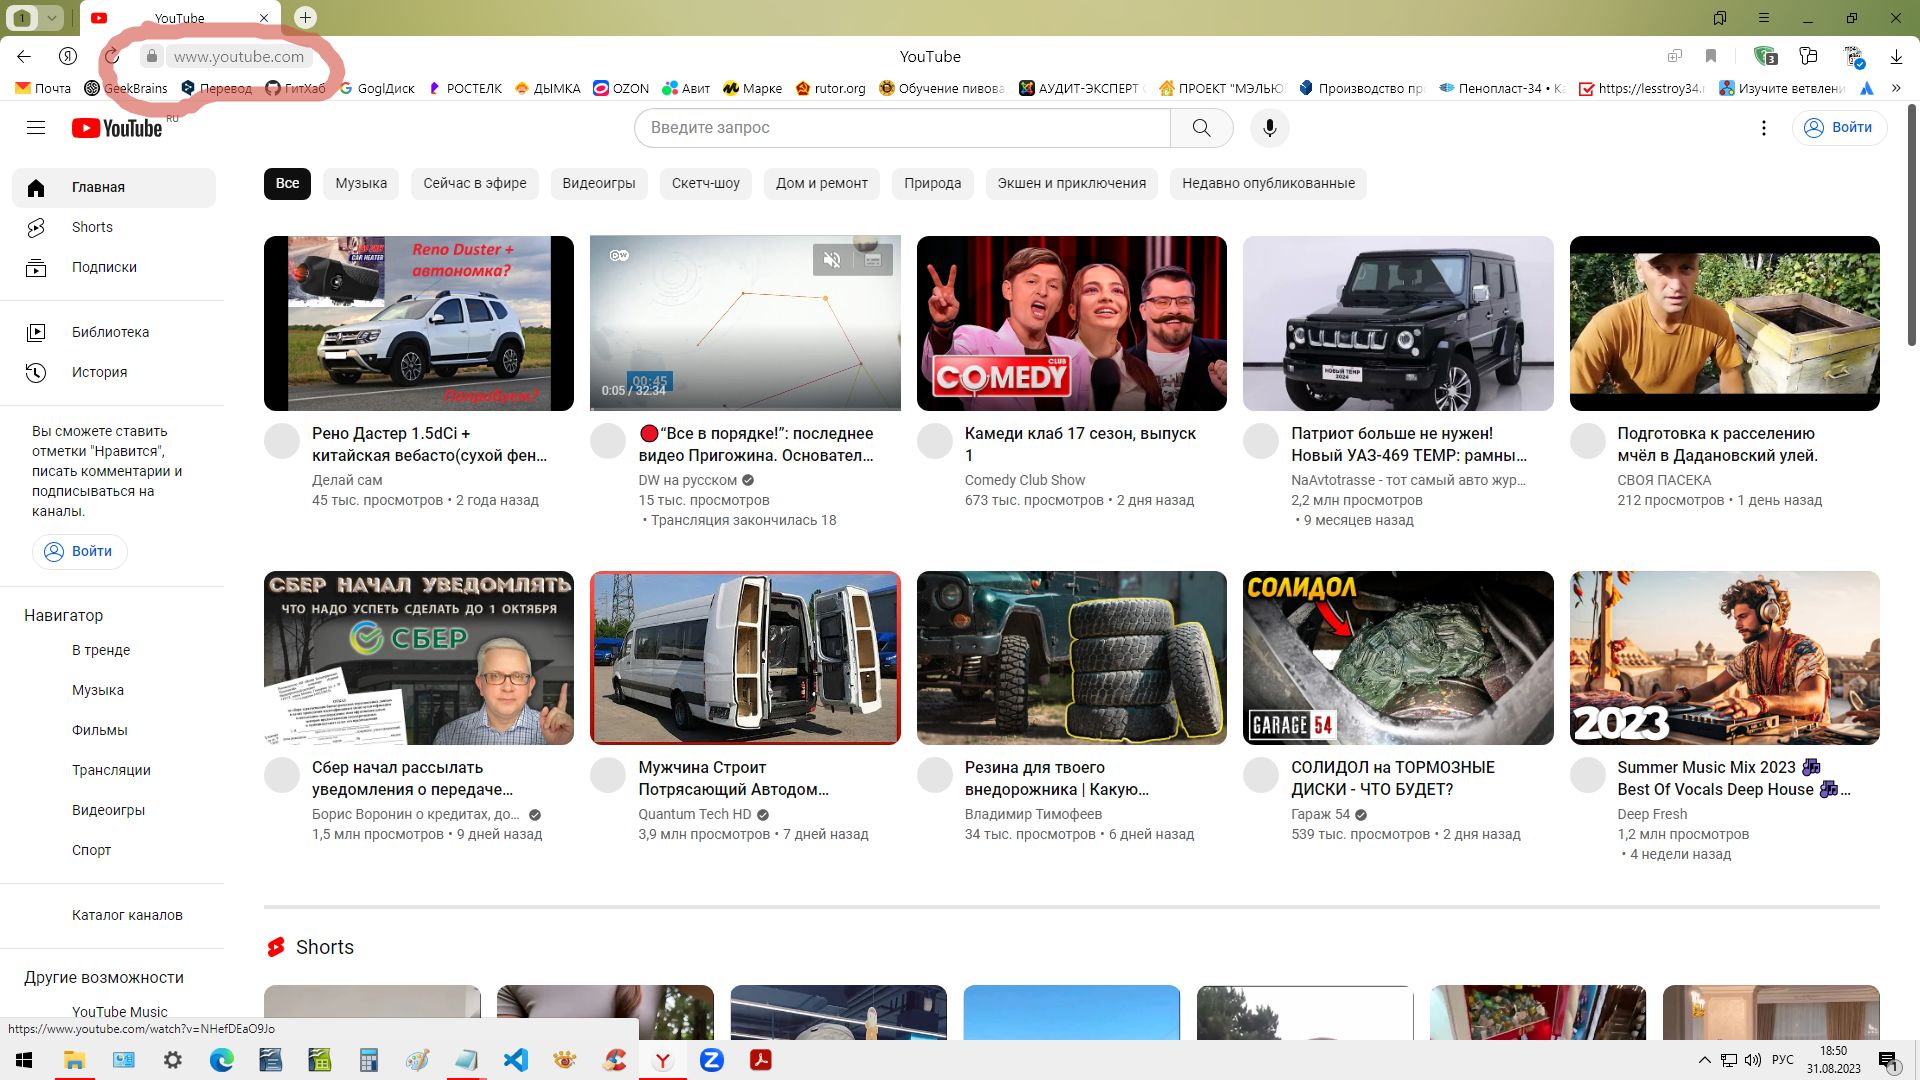 1
YouTube
www.youtube.com
YouTube
3
Почта
GeekBrains
Перевод
ГитХаб
GoglДиск
РОСТЕЛК
ДЫМКА
OZON
Авит
Марке
rutor.org
Обучение пивова
АУДИТ-ЭКСПЕРТ
ПРОЕКТ "МЭЛЬЮ
Производство пр
Пенопласт-34 • Ка
https://lesstroy34.r
Изучите ветвлени
YouTube RU
Введите запрос
Войти
Главная
Shorts
Подписки
Библиотека
История
Вы сможете ставить
отметки "Нравится",
писать комментарии и
подписываться на
каналы.
Войти
Навигатор
В тренде
Музыка
Фильмы
Трансляции
Видеоигры
Спорт
Каталог каналов
Другие возможности
YouTube Music
Все
Музыка
Сейчас в эфире
Видеоигры
Скетч-шоу
Дом и ремонт
Природа
Экшен и приключения
Недавно опубликованные
CAR HEATER
Reno Duster +
автономка?
Попробуем?
Рено Дастер 1.5dCi +
китайская вебасто(сухой фен...
Делай сам
45 тыс. просмотров • 2 года назад
DW
00:45
0:05 / 32:34
“Все в порядке!”: последнее
видео Пригожина. Основател...
DW на русском
15 тыс. просмотров
• Трансляция закончилась 18
COMEDY CLUB
Камеди клаб 17 сезон, выпуск
1
Comedy Club Show
673 тыс. просмотров • 2 дня назад
НОВЫЙ ТЕМР
2024
Патриот больше не нужен!
Новый УАЗ-469 ТЕМР: рамны...
NaAvtotrasse - тот самый авто жур...
2,2 млн просмотров
• 9 месяцев назад
Подготовка к расселению
мчёл в Дадановский улей.
СВОЯ ПАСЕКА
212 просмотров • 1 день назад
СБЕР НАЧАЛ УВЕДОМЛЯТЬ
ЧТО НАДО УСПЕТЬ СДЕЛАТЬ ДО 1 ОКТЯБРЯ
СБЕР
Сбер начал рассылать
уведомления о передаче...
Борис Воронин о кредитах, до...
1,5 млн просмотров • 9 дней назад
Мужчина Строит
Потрясающий Автодом...
Quantum Tech HD
3,9 млн просмотров • 7 дней назад
Резина для твоего
внедорожника | Какую...
Владимир Тимофеев
34 тыс. просмотров • 6 дней назад
СОЛИДОЛ
GARAGE 54
СОЛИДОЛ на ТОРМОЗНЫЕ
ДИСКИ - ЧТО БУДЕТ?
Гараж 54
539 тыс. просмотров • 2 дня назад
2023
Summer Music Mix 2023
Best Of Vocals Deep House ...
Deep Fresh
1,2 млн просмотров
• 4 недели назад
Shorts
https://www.youtube.com/watch?v=NHefDEaO9Jo
РУС
18:50
31.08.2023
1